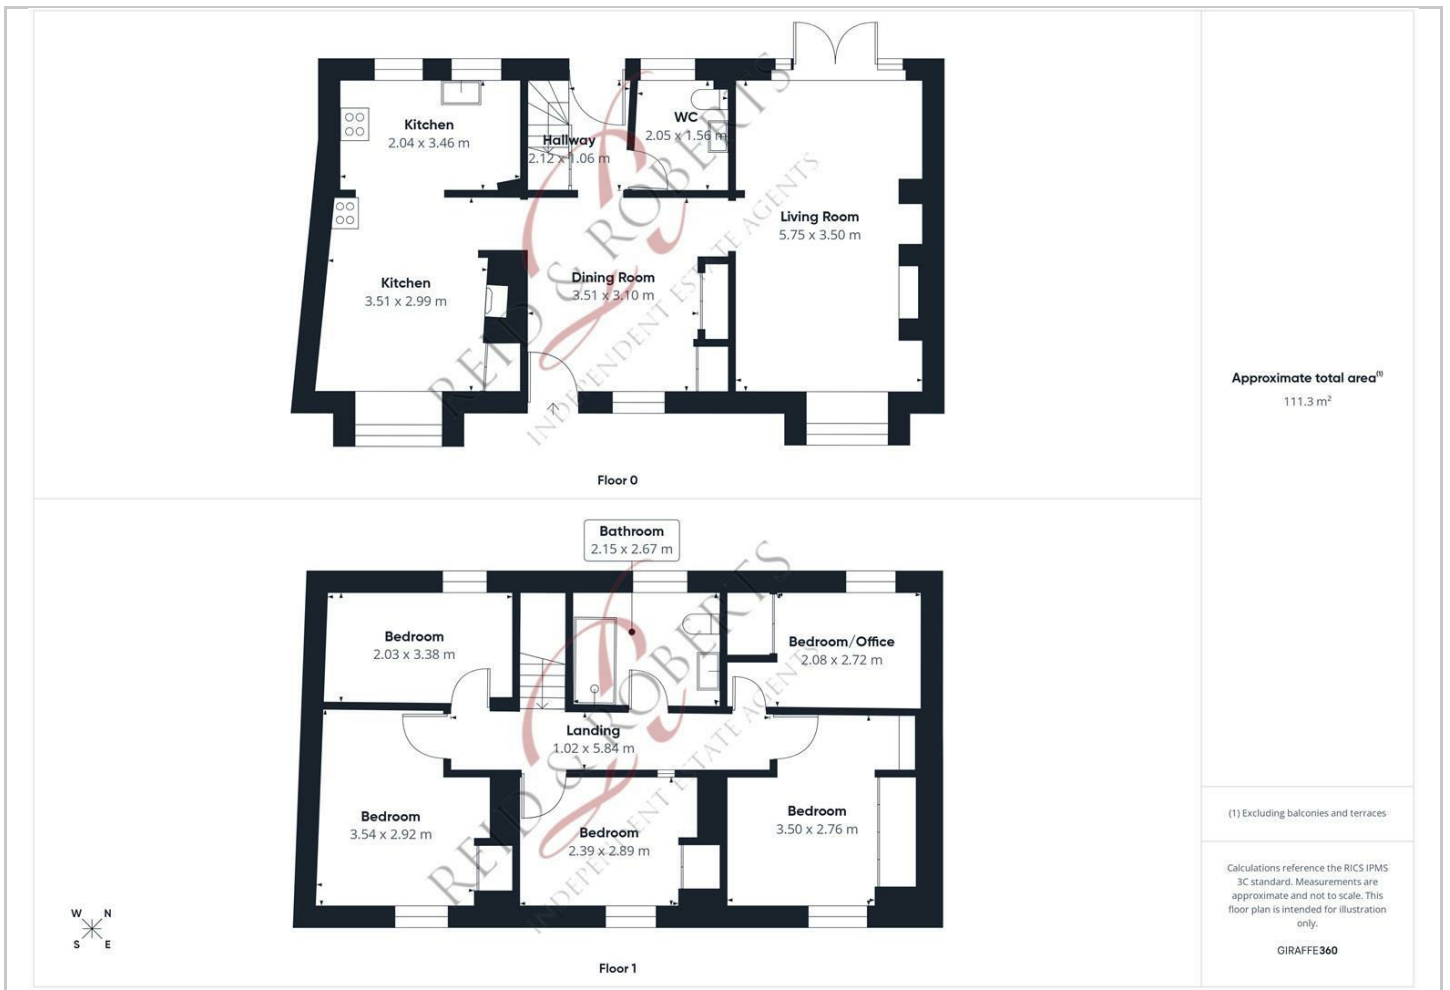 Kitchen
2.04 x 3.46 m
Hallway
2.12 x 1.06 m
WC
2.05 x 1.56 m
Living Room
5.75 x 3.50 m
Kitchen
3.51 x 2.99 m
Dining Room
3.51 x 3.10 m
REID & ROBERTS
INDEPENDENT ESTATE AGENTS
Floor 0
Approximate total area(1)
111.3 m²
Bathroom
2.15 x 2.67 m
Bedroom
2.03 x 3.38 m
Bedroom/Office
2.08 x 2.72 m
Landing
1.02 x 5.84 m
Bedroom
3.54 x 2.92 m
Bedroom
2.39 x 2.89 m
Bedroom
3.50 x 2.76 m
REID & ROBERTS
INDEPENDENT ESTATE AGENTS
W N
S E
Floor 1
(1) Excluding balconies and terraces
Calculations reference the RICS IPMS
3C standard. Measurements are
approximate and not to scale. This
floor plan is intended for illustration
only.
GIRAFFE360